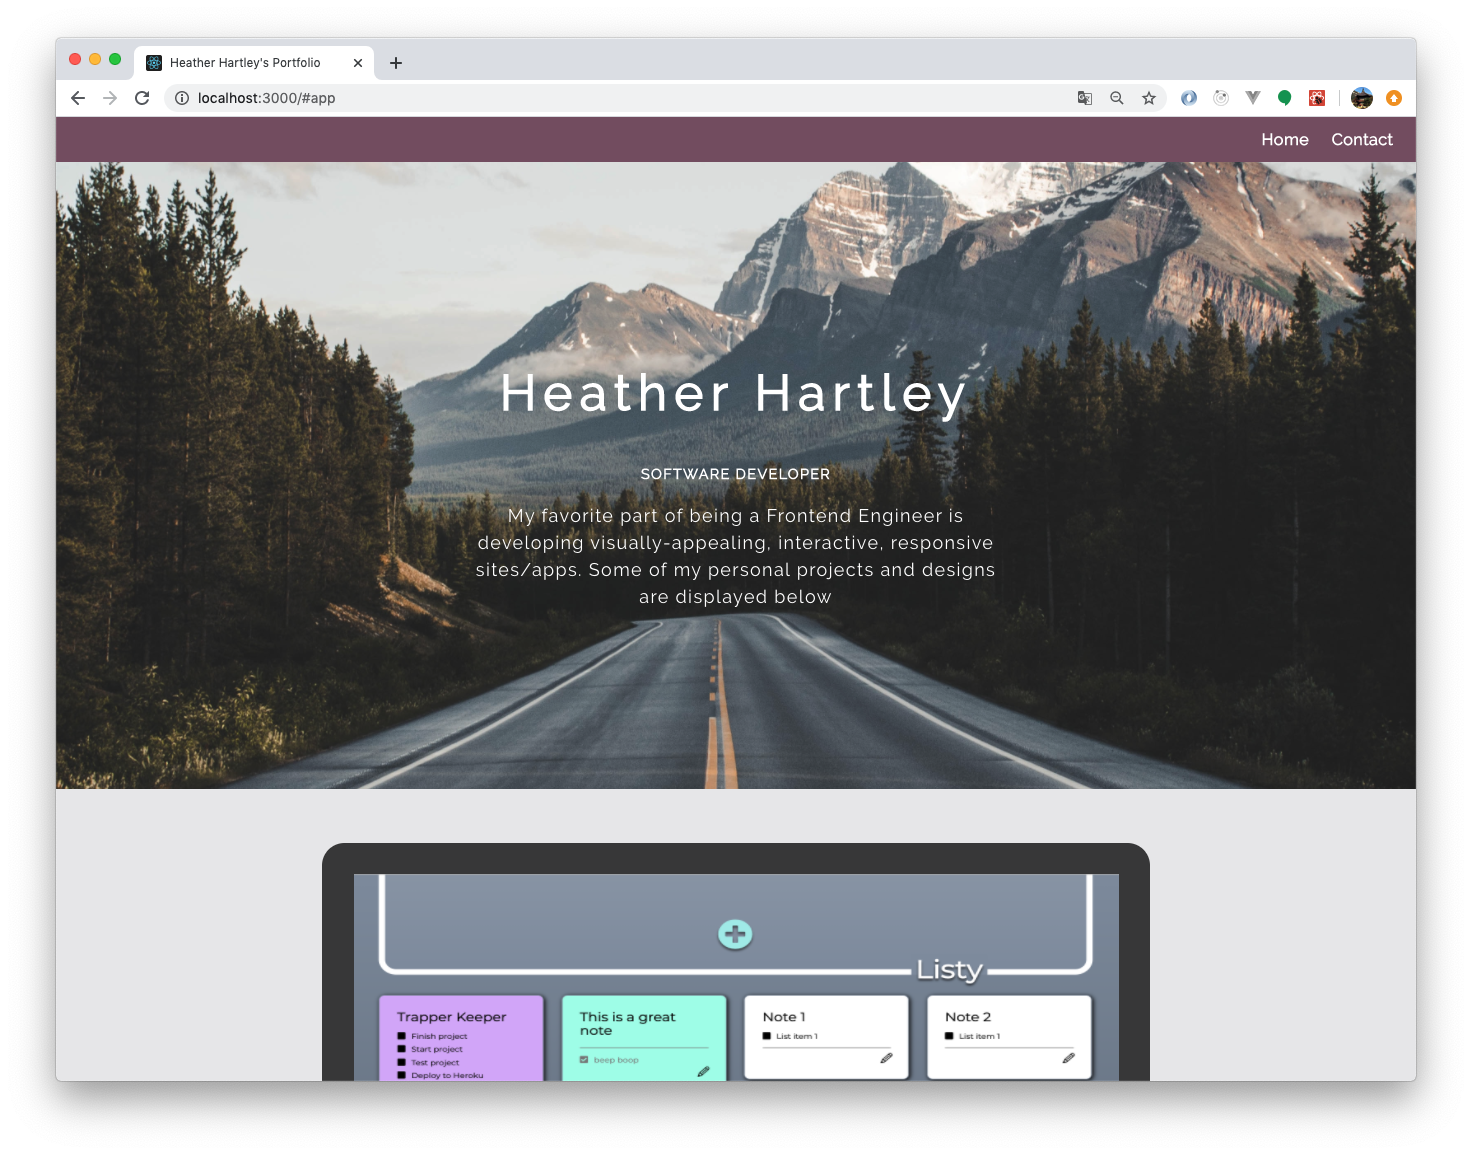 Heather Hartley's Portfolio
localhost:3000/#app
Home Contact
Heather Hartley
SOFTWARE DEVELOPER
My favorite part of being a Frontend Engineer is
developing visually-appealing, interactive, responsive
sites/apps. Some of my personal projects and designs
are displayed below
Listy
Trapper Keeper
Finish project
Start project
Test project
Deploy to Heroku
This is a great
note
beep boop
Note 1
List item 1
Note 2
List item 1